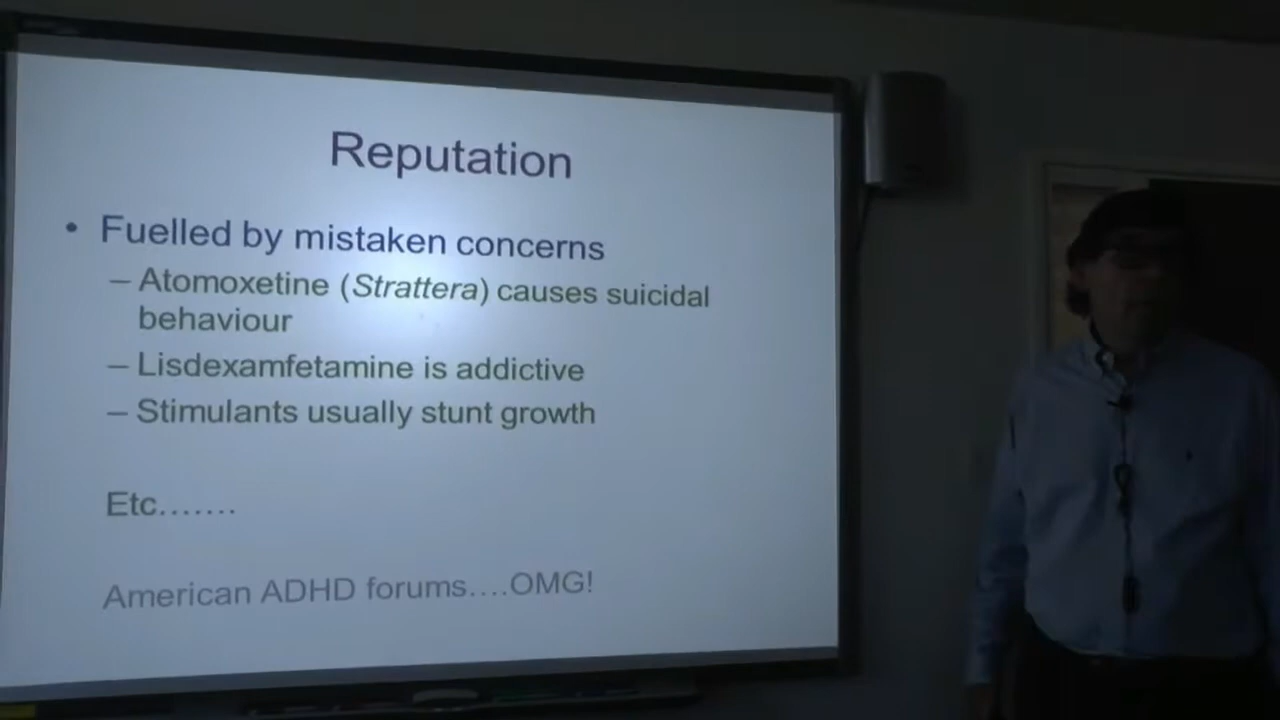 Reputation
• Fuelled by mistaken concerns
– Atomoxetine (Strattera) causes suicidal
behaviour
– Lisdexamfetamine is addictive
– Stimulants usually stunt growth
Etc.......
American ADHD forums....OMG!